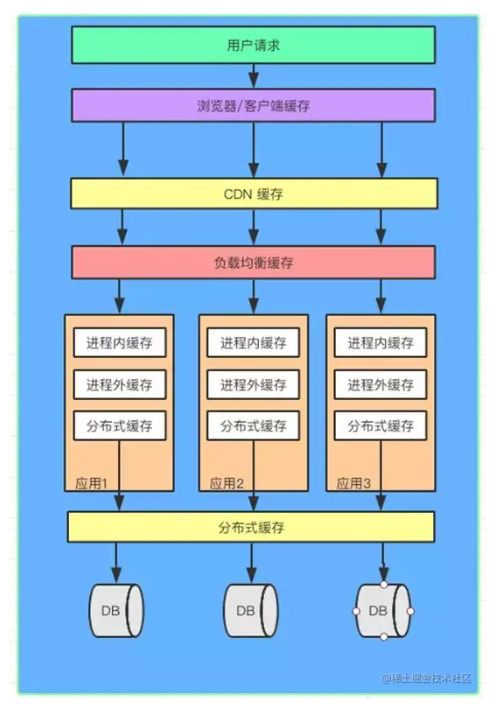 用户请求
浏览器/客户端缓存
CDN 缓存
负载均衡缓存
进程内缓存 进程内缓存 进程内缓存
进程外缓存 进程外缓存 进程外缓存
分布式缓存 分布式缓存 分布式缓存
应用1 应用2 应用3
分布式缓存
DB DB DB
@稀土掘金技术社区